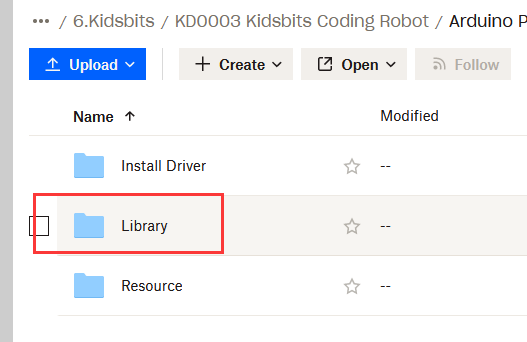 ··· / 6.Kidsbits / KD0003 Kidsbits Coding Robot / Arduino P
Upload Create Open Follow
Name ↑ Modified
Install Driver --
Library --
Resource --